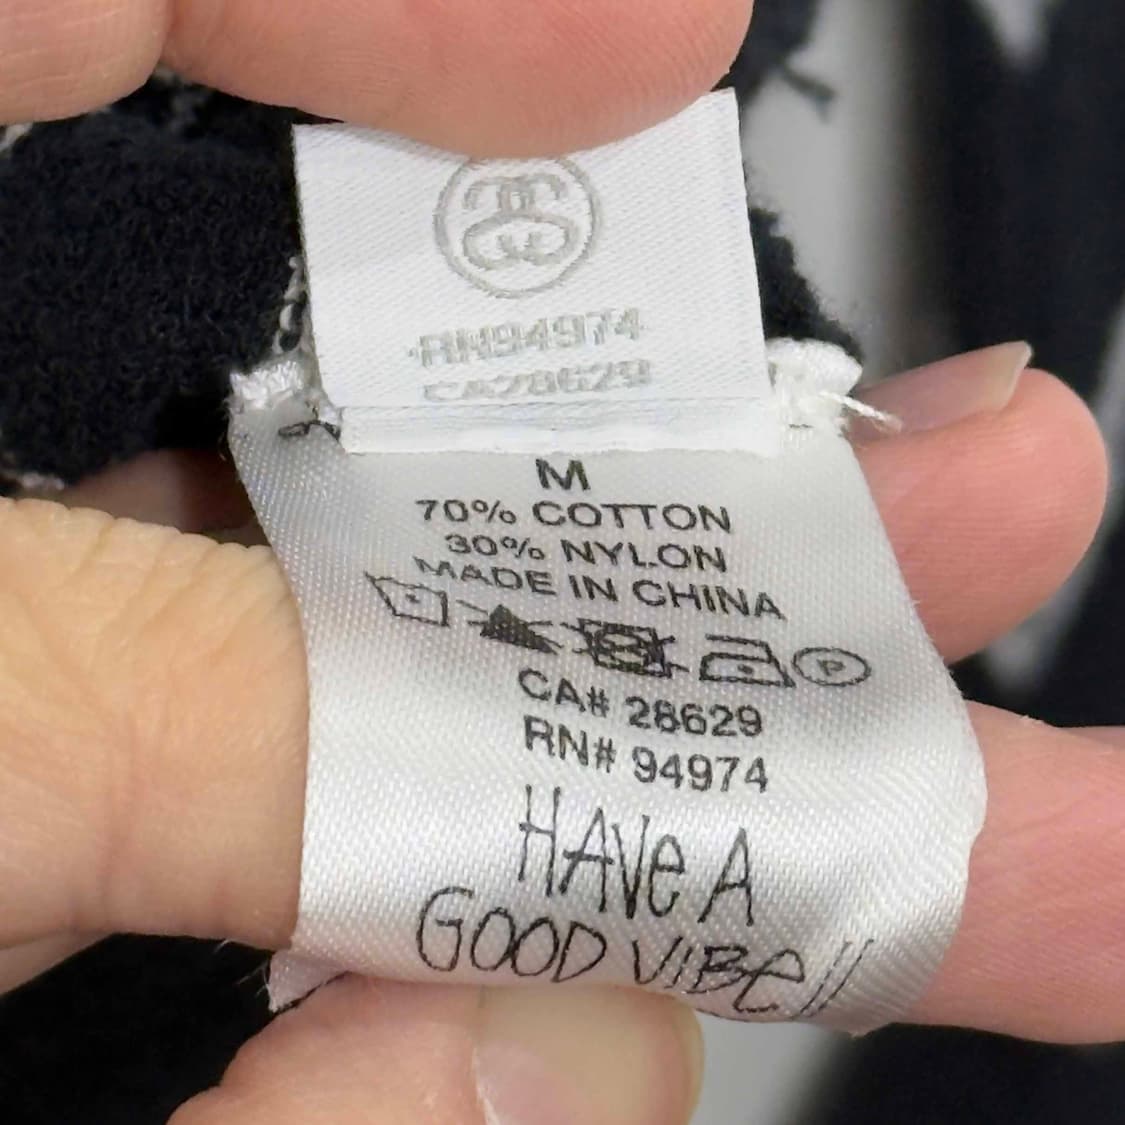 RN94974
CA28629
M
70% COTTON
30% NYLON
MADE IN CHINA
P
CA# 28629
RN# 94974
HAVE A
GOOD VIBE!!